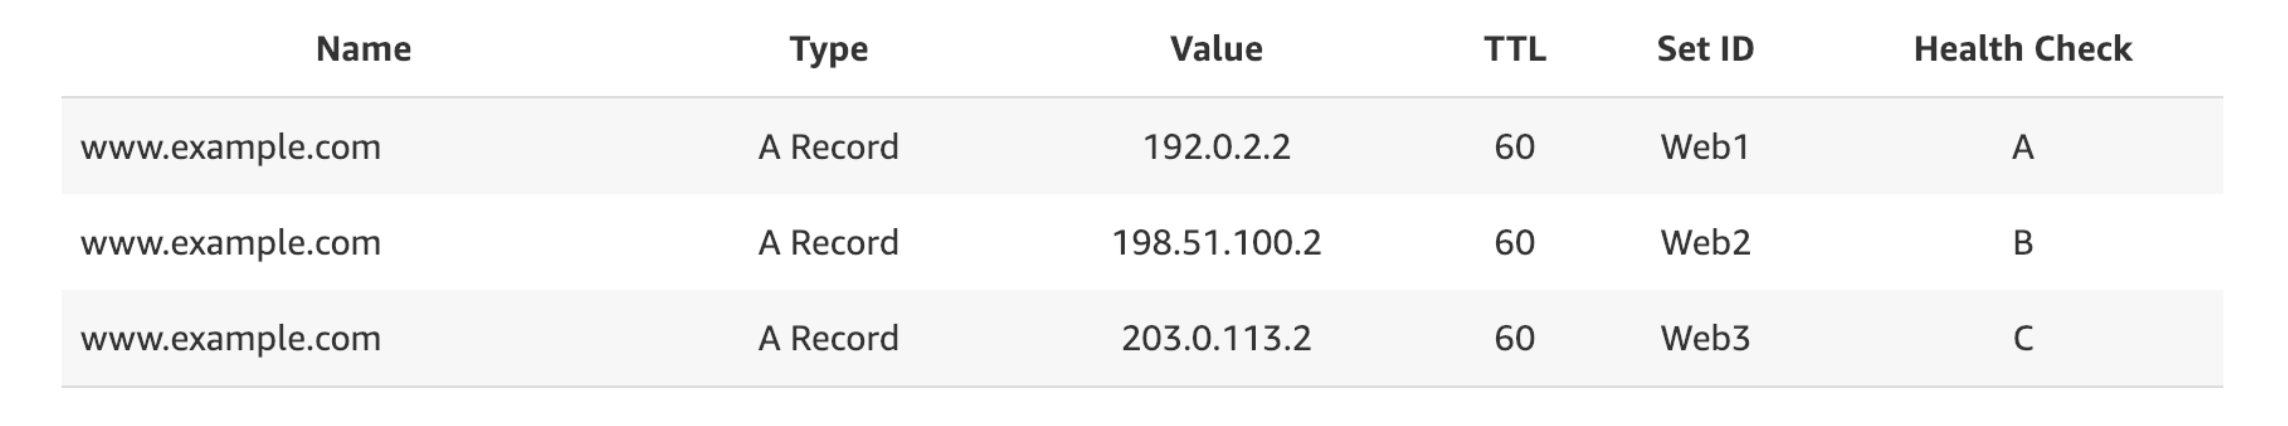 Name Type Value TTL Set ID Health Check
www.example.com A Record 192.0.2.2 60 Web1 A
www.example.com A Record 198.51.100.2 60 Web2 B
www.example.com A Record 203.0.113.2 60 Web3 C